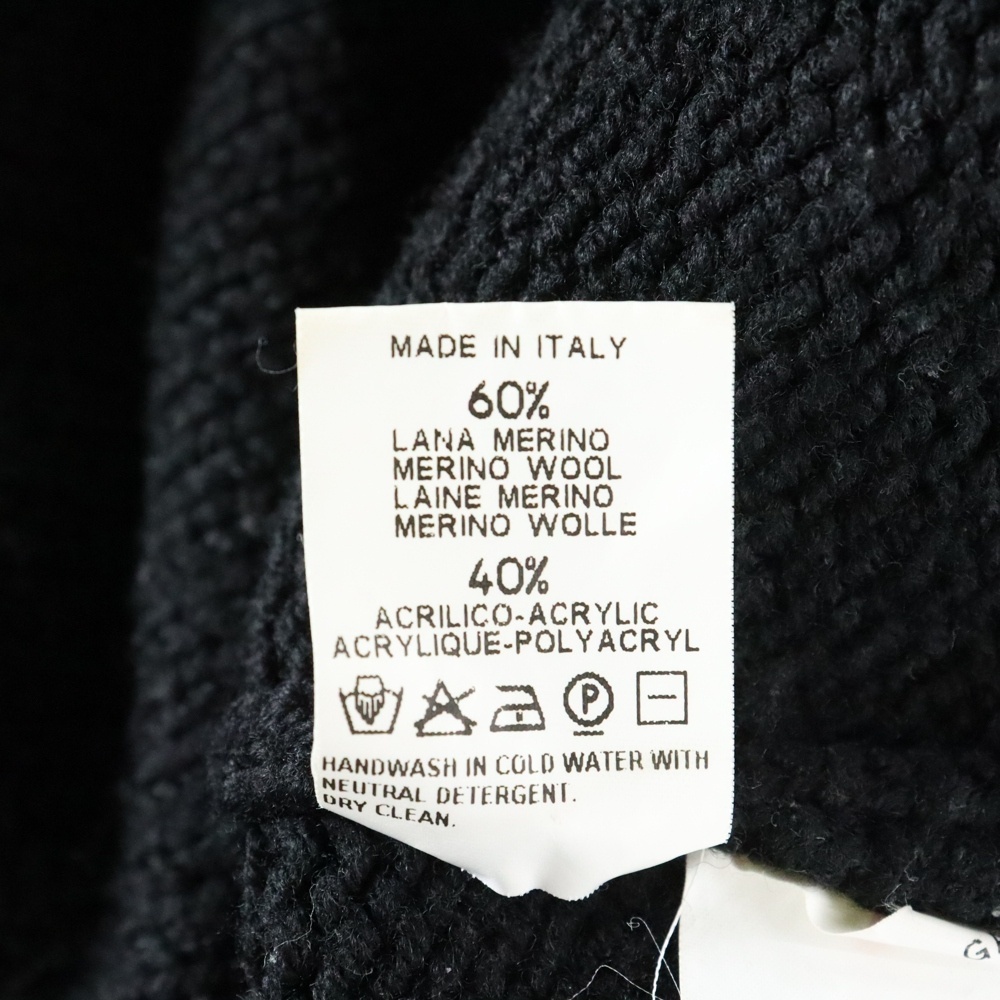 MADE IN ITALY
60%
LANA MERINO
MERINO WOOL
LAINE MERINO
MERINO WOLLE
40%
ACRILICO-ACRYLIC
ACRYLIQUE-POLYACRYL
P
HANDWASH IN COLD WATER WITH
NEUTRAL DETERGENT.
DRY CLEAN.